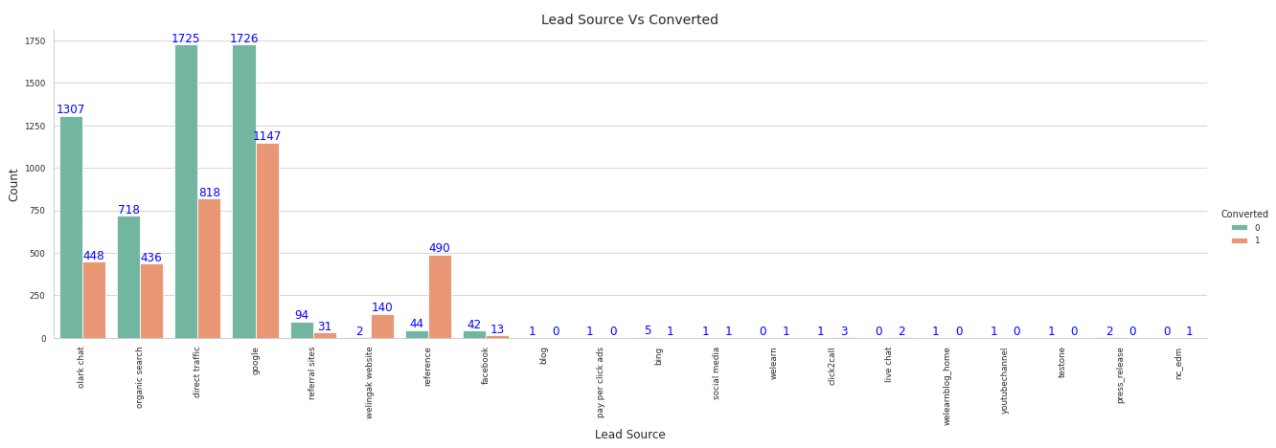 Lead Source Vs Converted
1750
1500
1250
1000
750
500
250
0
Count
1307
448
718
436
1725
818
1726
1147
94
31
2
140
44
490
42
13
1
0
1
0
5
1
1
1
0
1
1
3
0
2
1
0
1
0
1
0
2
0
0
1
Converted
0
1
olark chat
organic search
direct traffic
google
referral sites
welingak website
reference
facebook
blog
pay per click ads
bing
social media
welearn
click2call
live chat
welearnblog_home
youtubechannel
testone
press_release
nc_edm
Lead Source